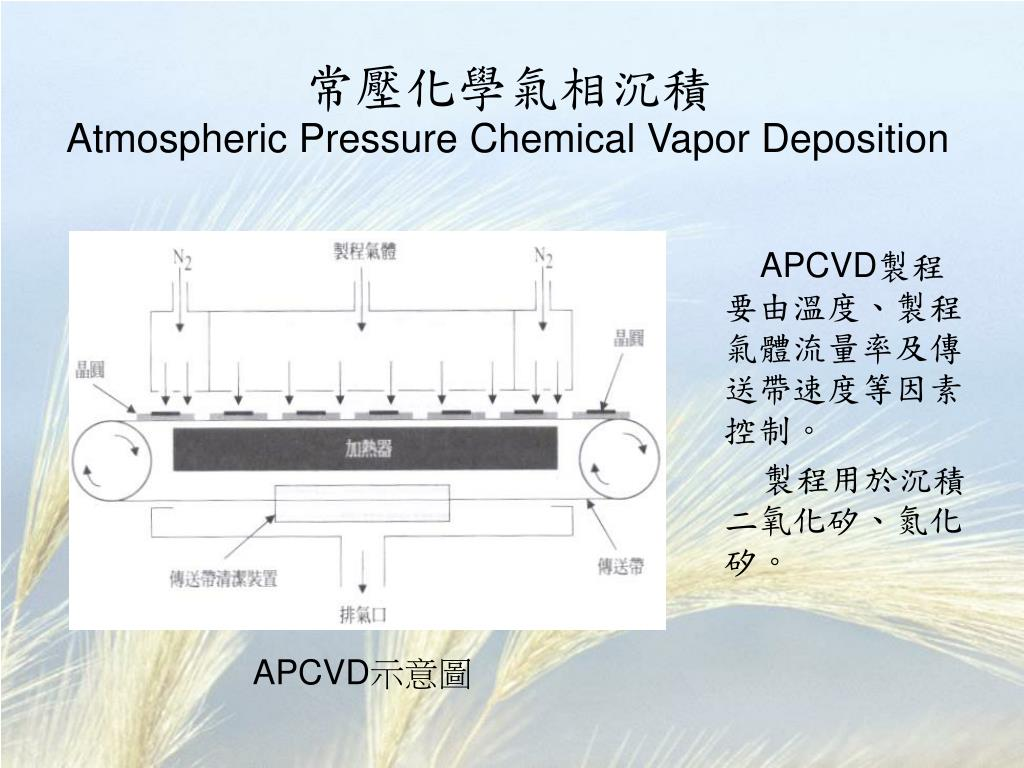 常壓化學氣相沉積
Atmospheric Pressure Chemical Vapor Deposition
N2
製程氣體
N2
晶圓
晶圓
加熱器
傳送帶清潔裝置
傳送帶
排氣口
APCVD示意圖
APCVD製程
要由溫度、製程
氣體流量率及傳
送帶速度等因素
控制。
製程用於沉積
二氧化矽、氮化
矽。